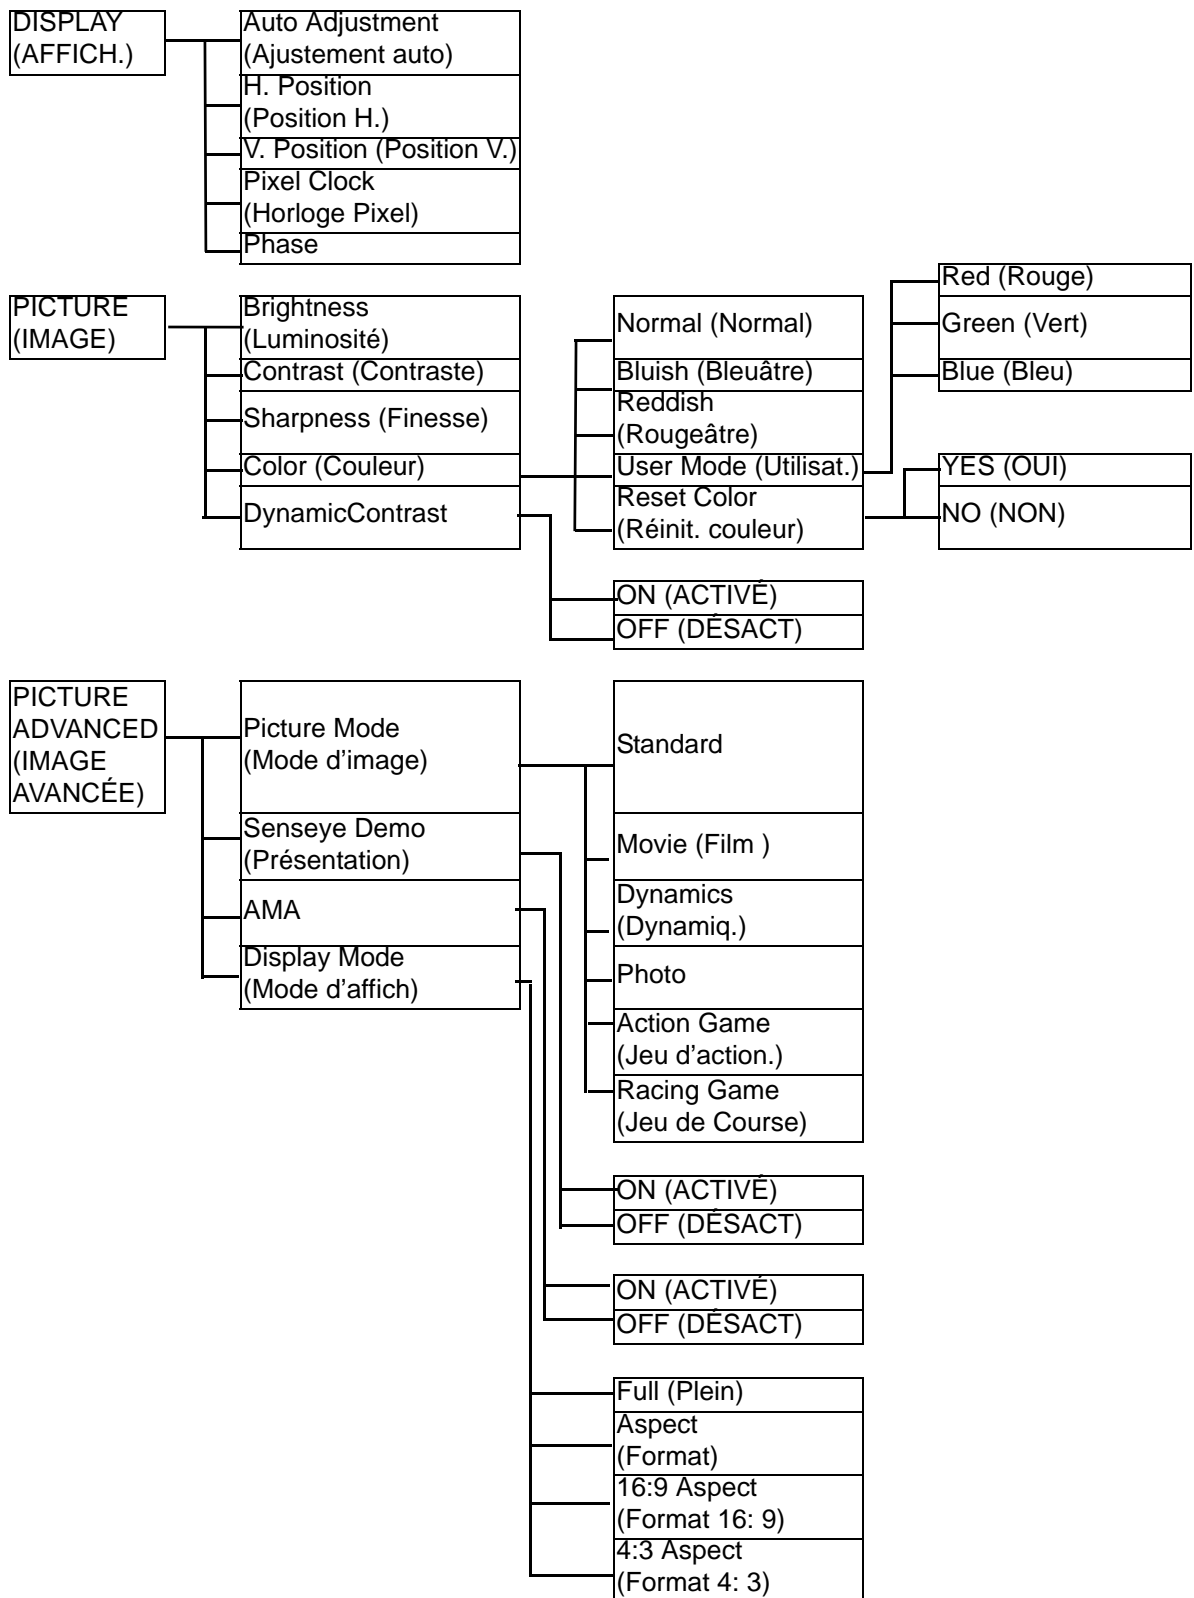 DISPLAY
(AFFICH.)
Auto Adjustment
(Ajustement auto)
H. Position
(Position H.)
V. Position (Position V.)
Pixel Clock
(Horloge Pixel)
Phase
PICTURE
(IMAGE)
Brightness
(Luminosité)
Contrast (Contraste)
Sharpness (Finesse)
Color (Couleur)
DynamicContrast
Normal (Normal)
Bluish (Bleuâtre)
Reddish
(Rougeâtre)
User Mode (Utilisat.)
Reset Color
(Réinit. couleur)
Red (Rouge)
Green (Vert)
Blue (Bleu)
YES (OUI)
NO (NON)
ON (ACTIVÉ)
OFF (DÉSACT)
PICTURE
ADVANCED
(IMAGE
AVANCÉE)
Picture Mode
(Mode d’image)
Senseye Demo
(Présentation)
AMA
Display Mode
(Mode d’affich)
Standard
Movie (Film )
Dynamics
(Dynamiq.)
Photo
Action Game
(Jeu d’action.)
Racing Game
(Jeu de Course)
ON (ACTIVÉ)
OFF (DÉSACT)
ON (ACTIVÉ)
OFF (DÉSACT)
Full (Plein)
Aspect
(Format)
16:9 Aspect
(Format 16: 9)
4:3 Aspect
(Format 4: 3)